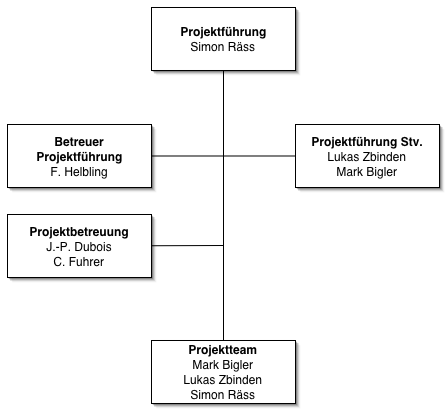 Projektführung
Simon Räss
Betreuer
Projektführung
F. Helbling
Projektführung Stv.
Lukas Zbinden
Mark Bigler
Projektbetreuung
J.-P. Dubois
C. Fuhrer
Projektteam
Mark Bigler
Lukas Zbinden
Simon Räss